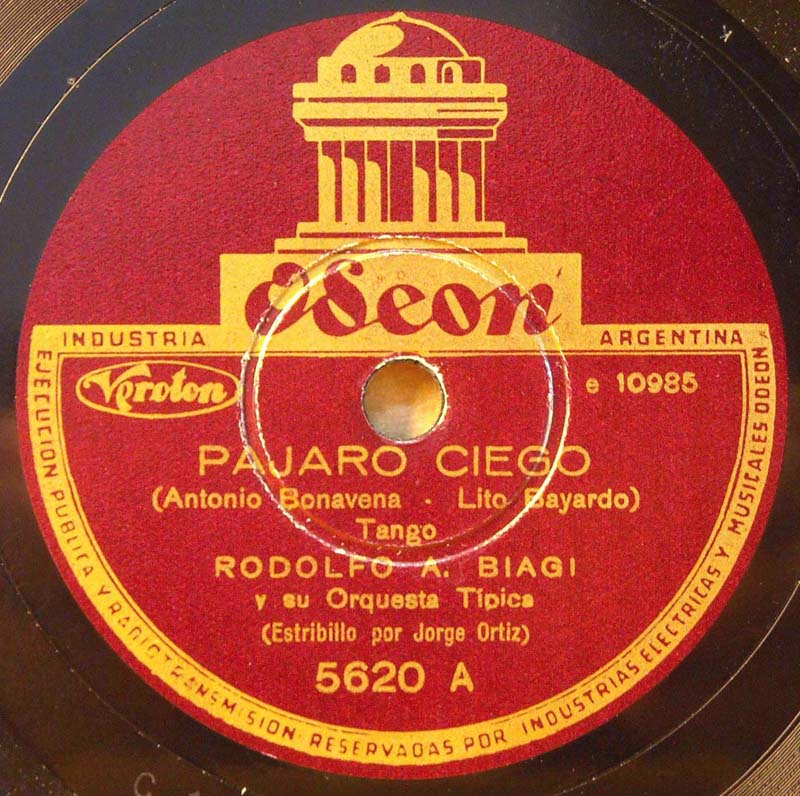 Odeon
INDUSTRIA ARGENTINA
Veroton
e 10985
PAJARO CIEGO
(Antonio Bonavena · Lito Bayardo)
Tango
RODOLFO A. BIAGI
y su Orquesta Típica
(Estribillo por Jorge Ortiz)
5620 A
EJECUCION PUBLICA Y RADIOTRANSMISION RESERVADAS POR INDUSTRIAS ELECTRICAS Y MUSICALES ODEON